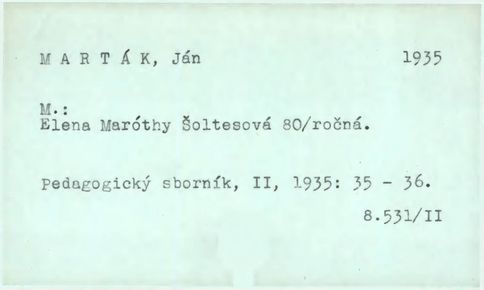 M A R T Á K, Ján 1935
M.:
Elena Maróthy Šoltesová 80/ročná.
Pedagogický sborník, II, 1935: 35 - 36.
8.531/II